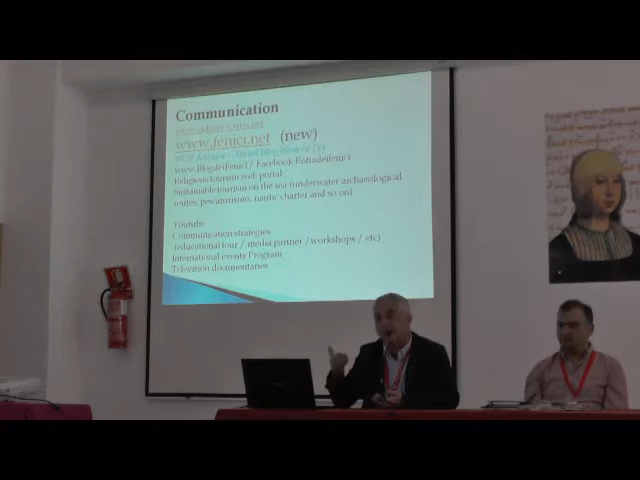 Communication
www.fenici.net (new)
www.BlogdeiFenici / Facebook Rottadeifenici
Religious tourism web portal
Sustainable tourism on the sea (underwater archaeological
routes, pescaturismo, nautic charter and so on)
Youtube
Communication strategies
(educational tour / media partner / workshops / etc)
International events Program
Television documentaries